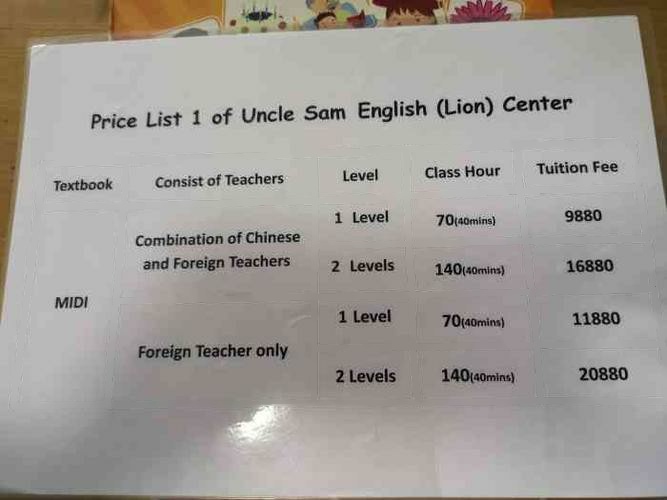 Price List 1 of Uncle Sam English (Lion) Center
Textbook Consist of Teachers Level Class Hour Tuition Fee
MIDI
Combination of Chinese
and Foreign Teachers
1 Level 70(40mins) 9880
2 Levels 140(40mins) 16880
Foreign Teacher only
1 Level 70(40mins) 11880
2 Levels 140(40mins) 20880